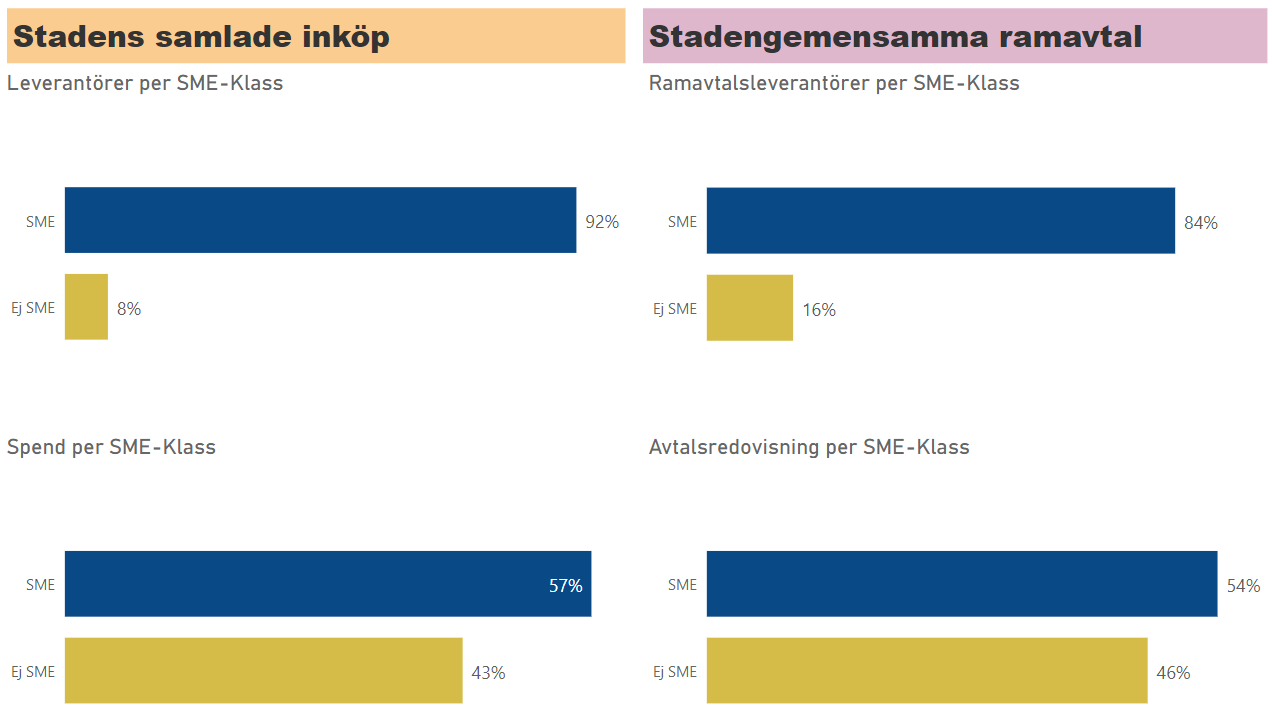 Stadens samlade inköp
Leverantörer per SME-Klass
SME
92%
Ej SME
8%
Spend per SME-Klass
SME
57%
Ej SME
43%
Stadengemensamma ramavtal
Ramavtalsleverantörer per SME-Klass
SME
84%
Ej SME
16%
Avtalsredovisning per SME-Klass
SME
54%
Ej SME
46%